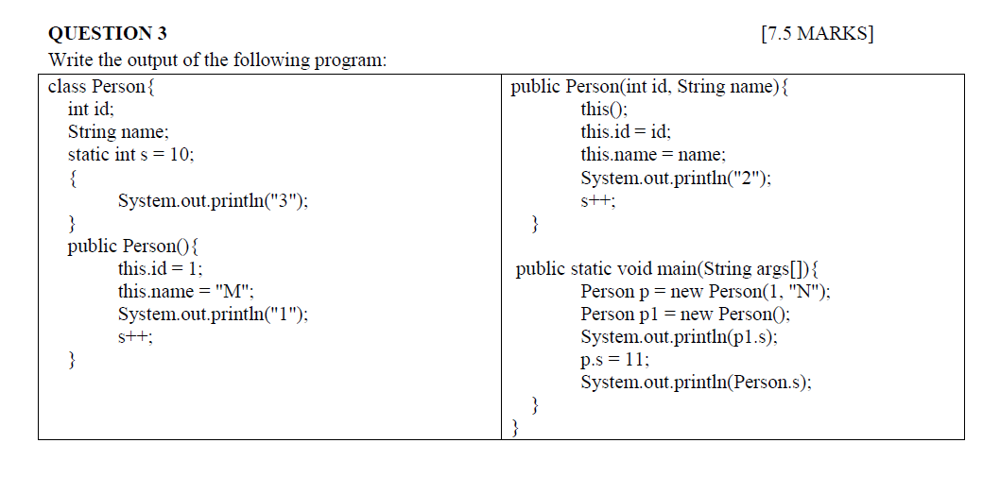 QUESTION 3 [7.5 MARKS]
Write the output of the following program:
class Person{
int id;
String name;
static int s = 10;
{
System.out.println("3");
}
public Person(){
this.id = 1;
this.name = "M";
System.out.println("1");
s++;
}
public Person(int id, String name){
this();
this.id = id;
this.name = name;
System.out.println("2");
s++;
}
public static void main(String args[]){
Person p = new Person(1, "N");
Person p1 = new Person();
System.out.println(p1.s);
p.s = 11;
System.out.println(Person.s);
}
}